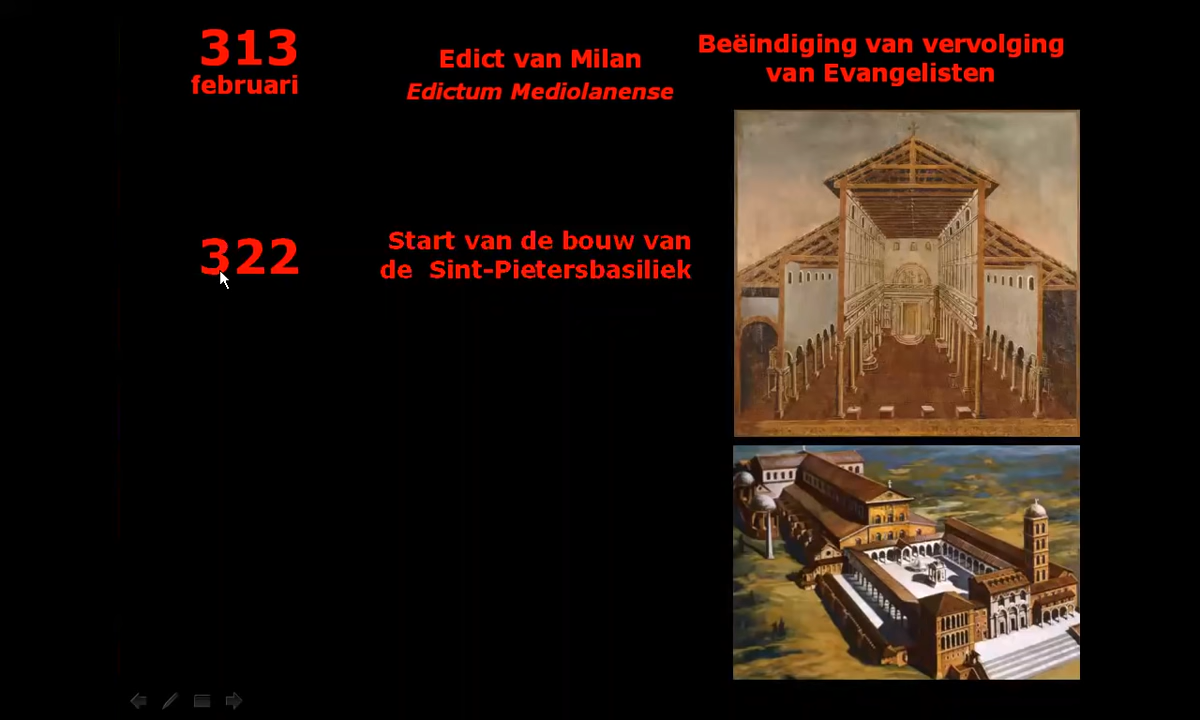 313
februari
Edict van Milan
Edictum Mediolanense
Beëindiging van vervolging
van Evangelisten
322
Start van de bouw van
de Sint-Pietersbasiliek